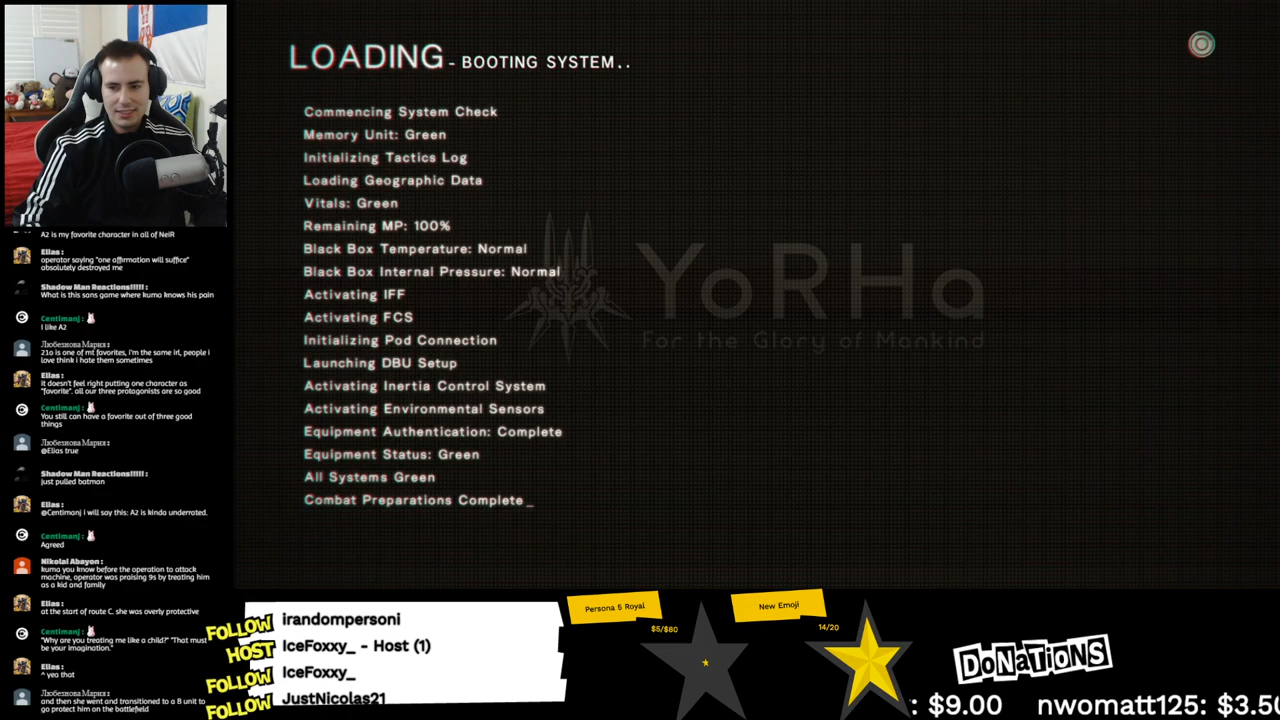 LOADING - BOOTING SYSTEM..
Commencing System Check
Memory Unit: Green
Initializing Tactics Log
Loading Geographic Data
Vitals: Green
Remaining MP: 100%
Black Box Temperature: Normal
Black Box Internal Pressure: Normal
Activating IFF
Activating FCS
Initializing Pod Connection
Launching DBU Setup
Activating Inertia Control System
Activating Environmental Sensors
Equipment Authentication: Complete
Equipment Status: Green
All Systems Green
Combat Preparations Complete_
YoRHa
For the Glory of Mankind
A2 is my favorite character in all of NeiR
Elias :
operator saying "one affirmation will suffice"
absolutely destroyed me
Shadow Man Reactions!!!!! :
What is this sans game where kuma knows his pain
Centimanj :
I like A2
Любезнова Мария :
21o is one of mt favorites, i'm the same irl, people i
love think i hate them sometimes
Elias :
it doesn't feel right putting one character as
"favorite". all our three protagonists are so good
Centimanj :
You still can have a favorite out of three good
things
Любезнова Мария :
@Elias true
Shadow Man Reactions!!!!! :
just pulled batman
Elias :
@Centimanj i will say this: A2 is kinda underrated.
Centimanj :
Agreed
Nikolai Abayon :
kuma you know before the operation to attack
machine, operator was praising 9s by treating him
as a kid and family
Elias :
at the start of route C. she was overly protective
Centimanj :
"Why are you treating me like a child?" "That must
be your imagination."
Elias :
^ yea that
Любезнова Мария :
and then she went and transitioned to a B unit to
go protect him on the battlefield
FOLLOW irandompersoni
HOST IceFoxxy_ - Host (1)
FOLLOW IceFoxxy_
FOLLOW JustNicolas21
Persona 5 Royal
$5/$80
New Emoji
14/20
DONATIONS
: $9.00 nwomatt125: $3.50